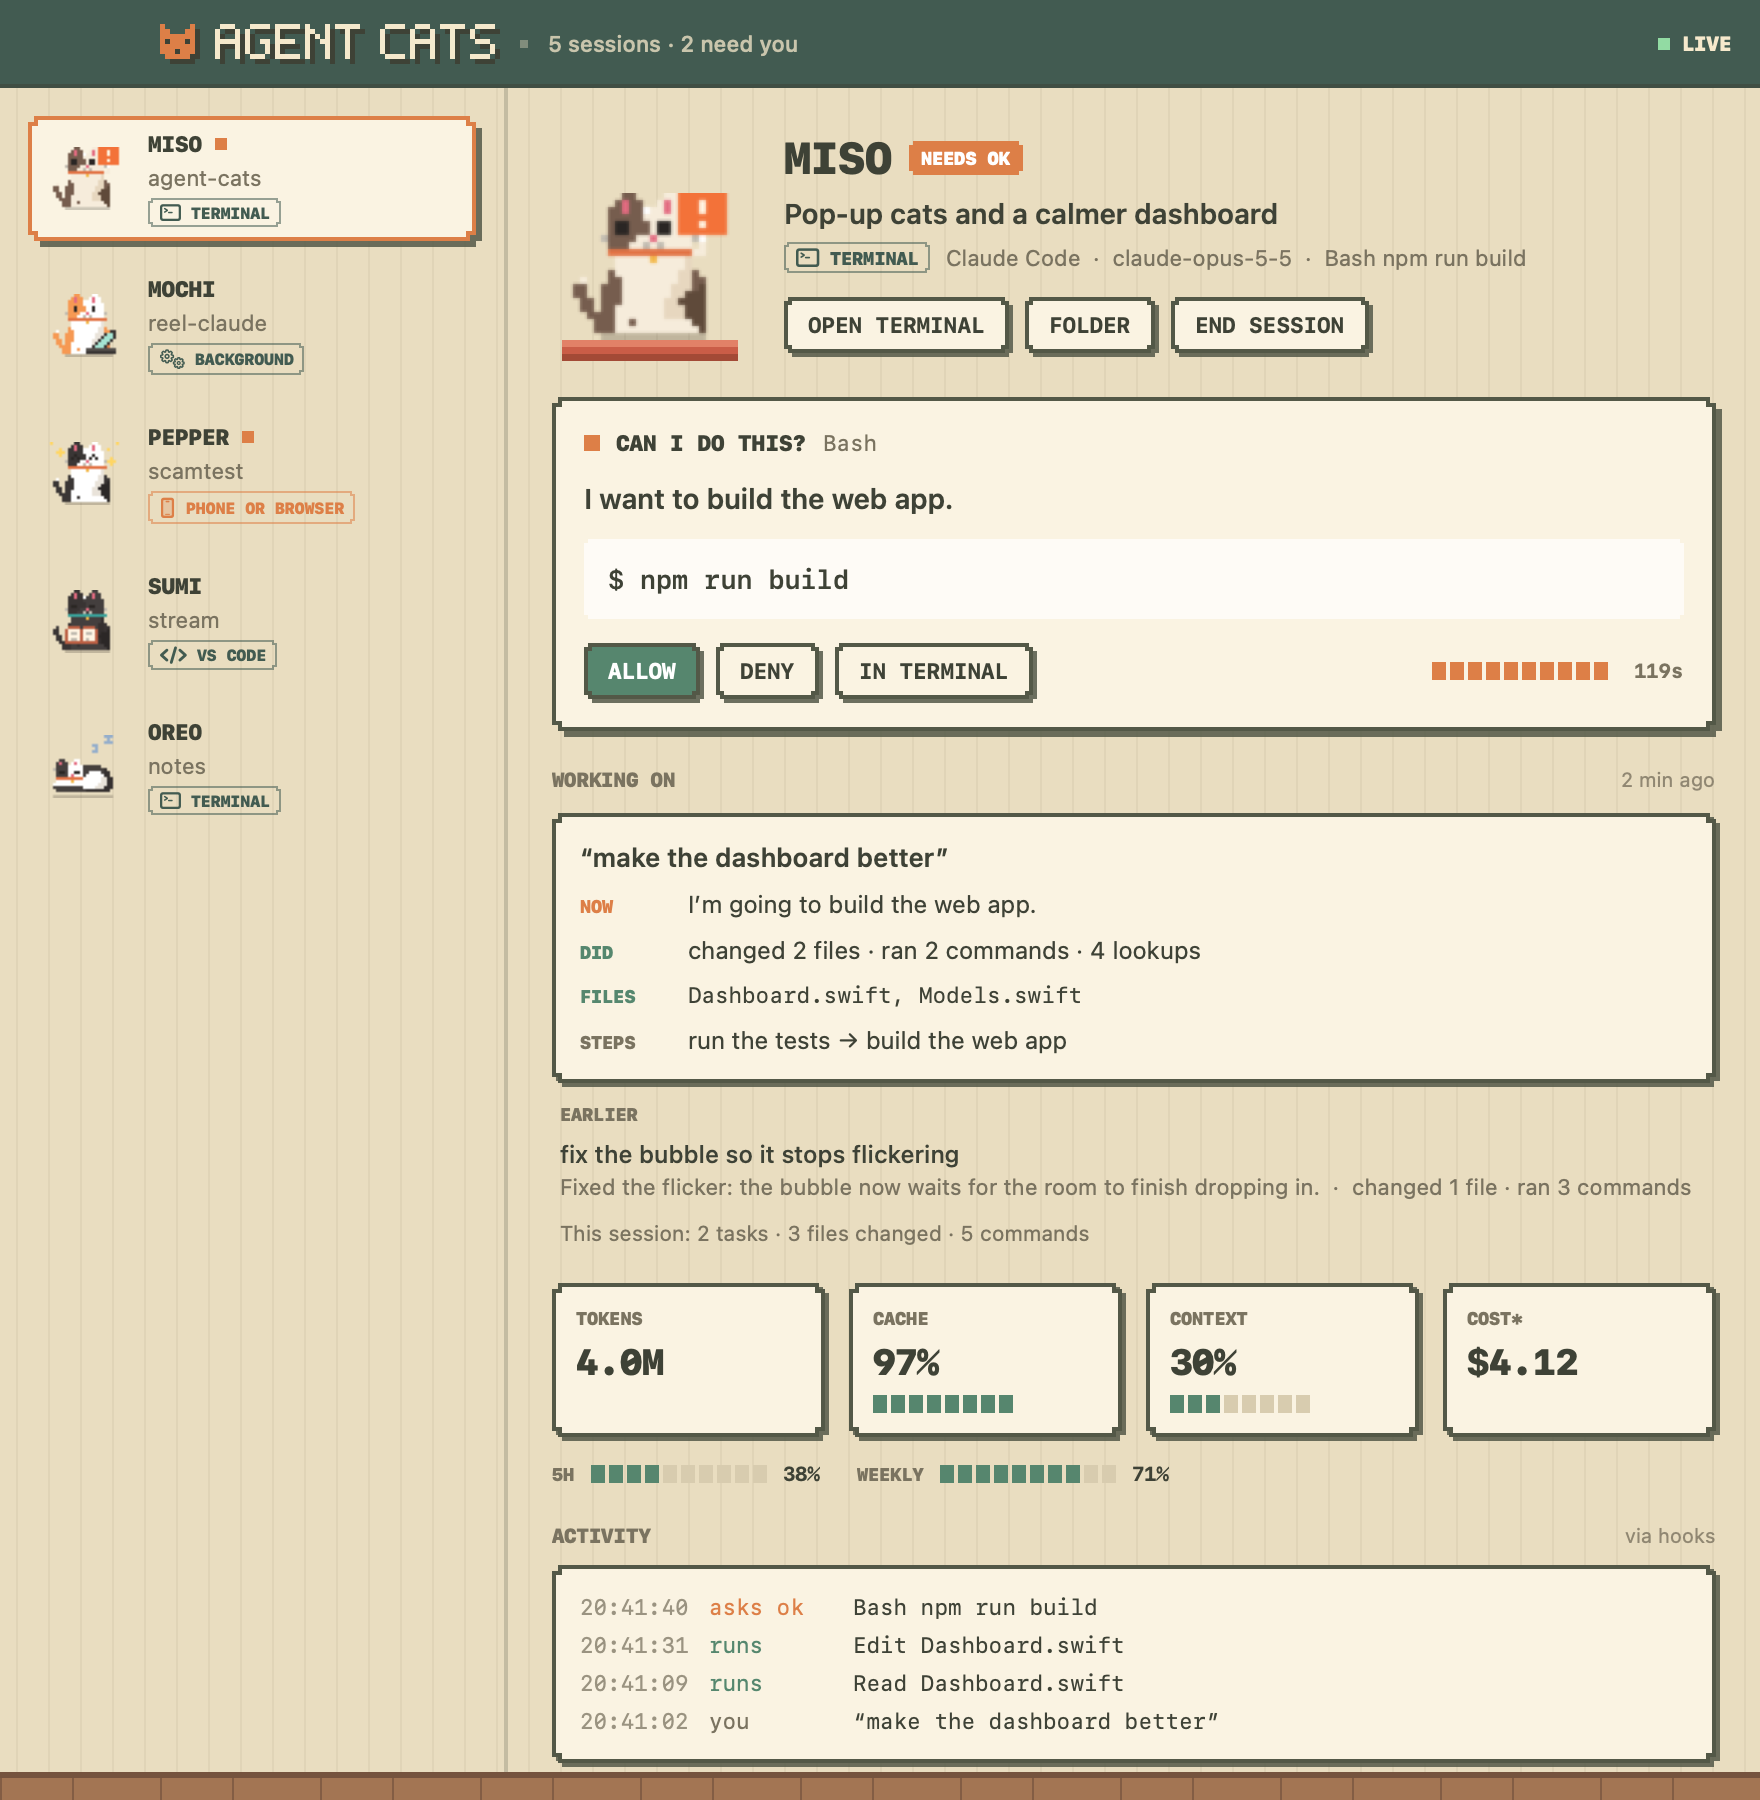 AGENT CATS
5 sessions · 2 need you
LIVE
MISO
agent-cats
TERMINAL
MOCHI
reel-claude
BACKGROUND
PEPPER
scamtest
PHONE OR BROWSER
SUMI
stream
</> VS CODE
OREO
notes
TERMINAL
MISO NEEDS OK
Pop-up cats and a calmer dashboard
TERMINAL Claude Code · claude-opus-5-5 · Bash npm run build
OPEN TERMINAL FOLDER END SESSION
CAN I DO THIS? Bash
I want to build the web app.
$ npm run build
ALLOW DENY IN TERMINAL 119s
WORKING ON 2 min ago
“make the dashboard better”
NOW I’m going to build the web app.
DID changed 2 files · ran 2 commands · 4 lookups
FILES Dashboard.swift, Models.swift
STEPS run the tests → build the web app
EARLIER
fix the bubble so it stops flickering
Fixed the flicker: the bubble now waits for the room to finish dropping in. · changed 1 file · ran 3 commands
This session: 2 tasks · 3 files changed · 5 commands
TOKENS
4.0M
CACHE
97%
CONTEXT
30%
COST*
$4.12
5H 38% WEEKLY 71%
ACTIVITY via hooks
20:41:40 asks ok Bash npm run build
20:41:31 runs Edit Dashboard.swift
20:41:09 runs Read Dashboard.swift
20:41:02 you “make the dashboard better”